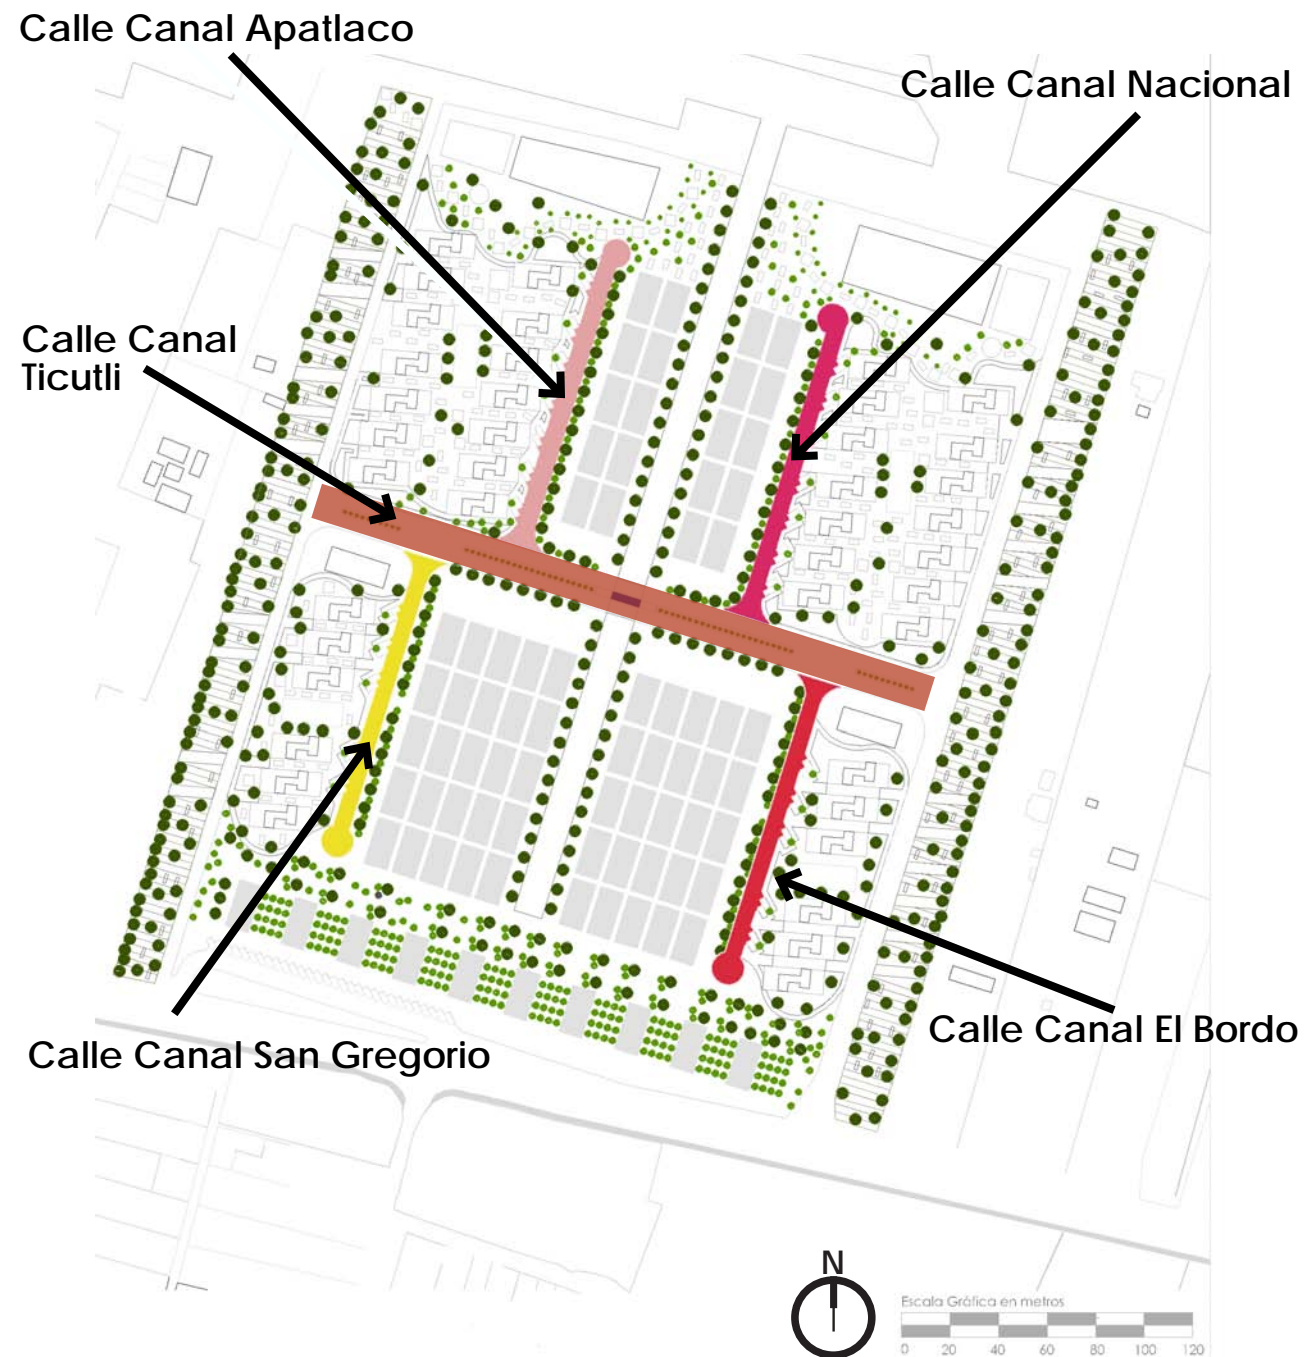 Calle Canal Apatlaco
Calle Canal Nacional
Calle Canal
Ticutli
Calle Canal San Gregorio
Calle Canal El Bordo
N
Escala Gráfica en metros
0 20 40 60 80 100 120